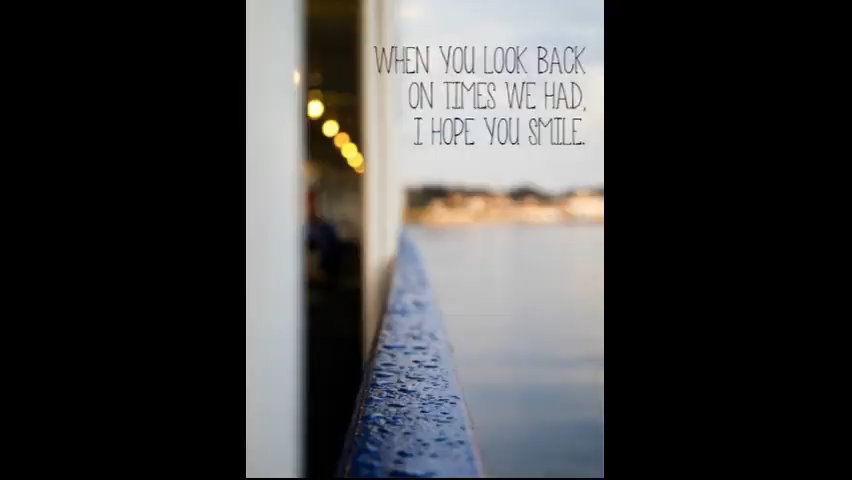 WHEN YOU LOOK BACK
ON TIMES WE HAD,
I HOPE YOU SMILE.